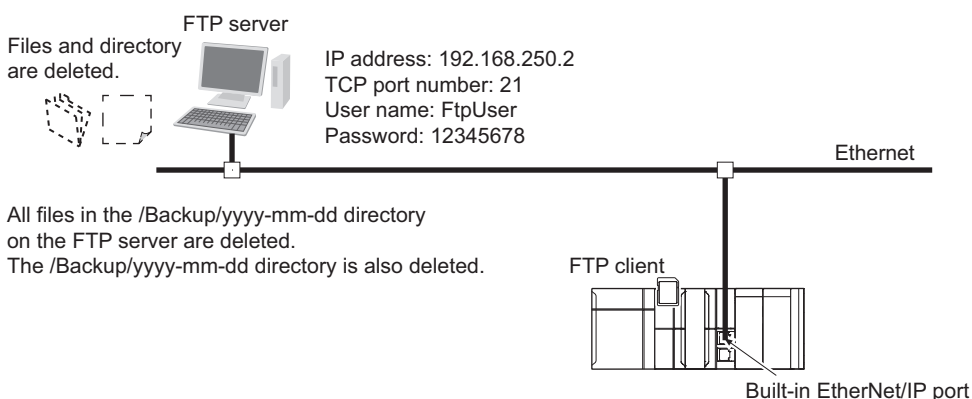 FTP server
Files and directory
are deleted.
IP address: 192.168.250.2
TCP port number: 21
User name: FtpUser
Password: 12345678
Ethernet
All files in the /Backup/yyyy-mm-dd directory
on the FTP server are deleted.
The /Backup/yyyy-mm-dd directory is also deleted.
FTP client
Built-in EtherNet/IP port